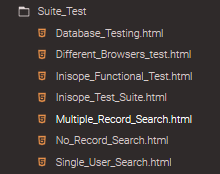 Suite_Test
Database_Testing.html
Different_Browsers_test.html
Inisope_Functional_Test.html
Inisope_Test_Suite.html
Multiple_Record_Search.html
No_Record_Search.html
Single_User_Search.html